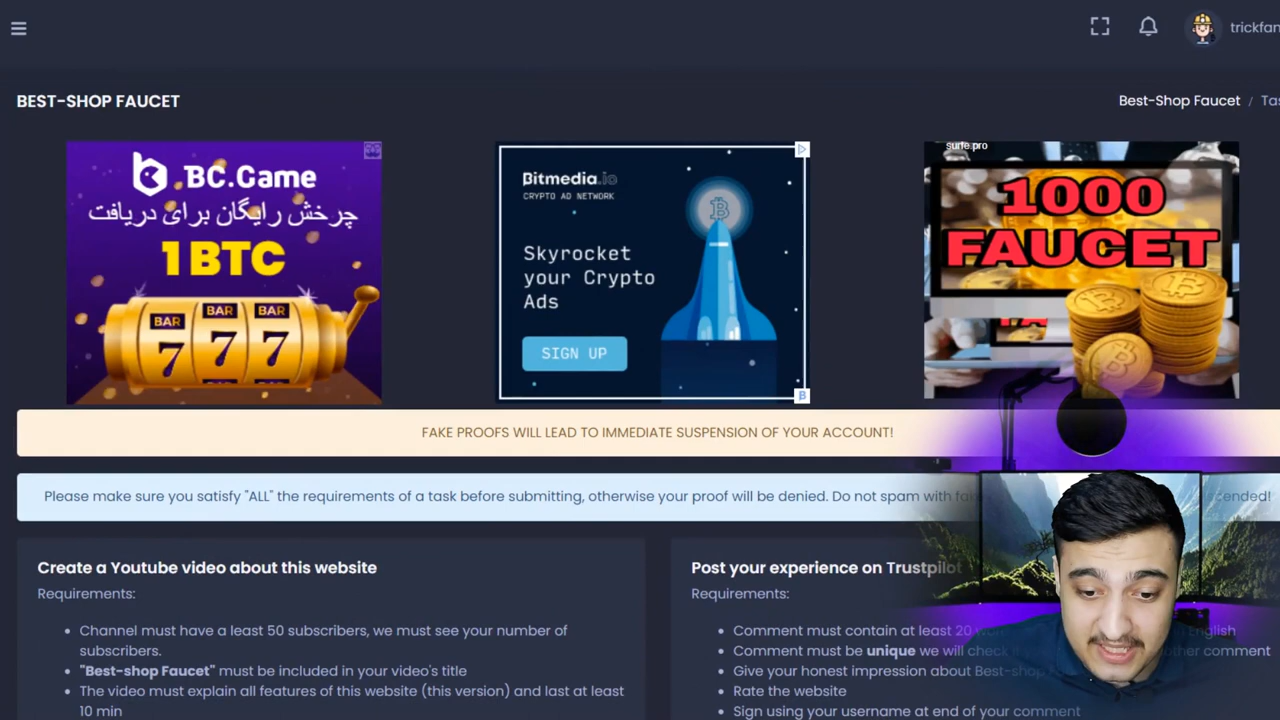 trickfan
BEST-SHOP FAUCET
Best-Shop Faucet /
BC.GAME
چرخش رایگان برای دریافت
1 BTC
BAR BAR BAR
7 7 7
Bitmedia.io
CRYPTO AD NETWORK
Skyrocket
your Crypto
Ads
SIGN UP
surfe.pro
1000
FAUCET
FAKE PROOFS WILL LEAD TO IMMEDIATE SUSPENSION OF YOUR ACCOUNT!
Please make sure you satisfy "ALL" the requirements of a task before submitting, otherwise your proof will be denied. Do not spam with
Create a Youtube video about this website
Requirements:
Channel must have a least 50 subscribers, we must see your number of
subscribers.
"Best-shop Faucet" must be included in your video's title
The video must explain all features of this website (this version) and last at least
10 min
Post your experience on Trustpilot
Requirements:
Comment must contain at least 20 English
Comment must be unique we will check other comment
Give your honest impression about Best-shop
Rate the website
Sign using your username at end of your comment